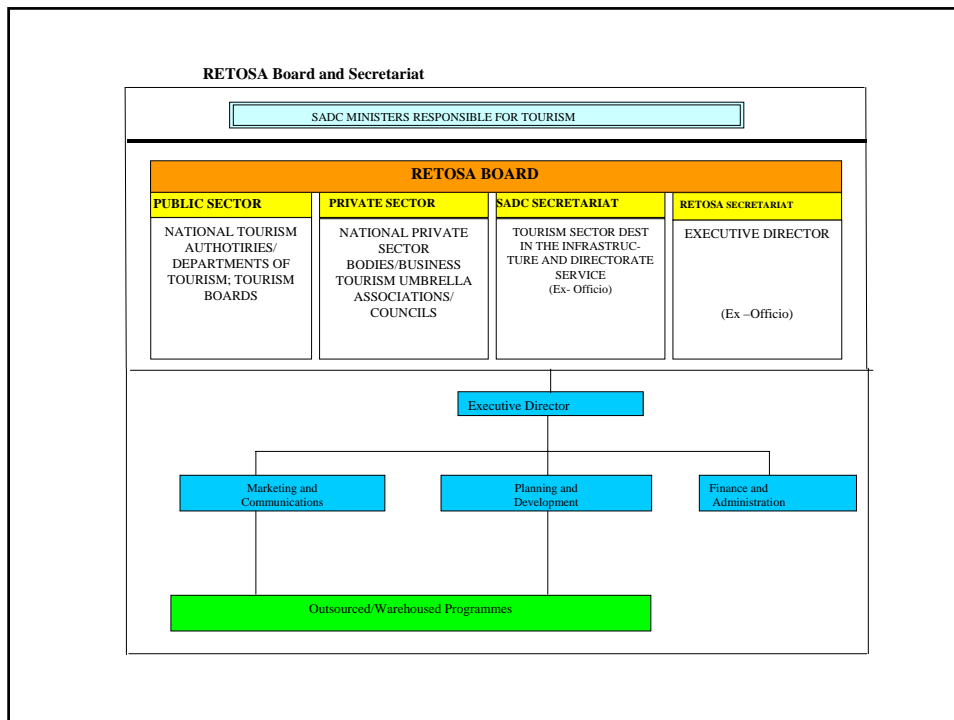 RETOSA Board and Secretariat
SADC MINISTERS RESPONSIBLE FOR TOURISM
RETOSA BOARD
PUBLIC SECTOR
NATIONAL TOURISM
AUTHOTIRIES/
DEPARTMENTS OF
TOURISM; TOURISM
BOARDS
PRIVATE SECTOR
NATIONAL PRIVATE
SECTOR
BODIES/BUSINESS
TOURISM UMBRELLA
ASSOCIATIONS/
COUNCILS
SADC SECRETARIAT
TOURISM SECTOR DEST
IN THE INFRASTRUC-
TURE AND DIRECTORATE
SERVICE
(Ex- Officio)
RETOSA SECRETARIAT
EXECUTIVE DIRECTOR
(Ex –Officio)
Executive Director
Marketing and
Communications
Planning and
Development
Finance and
Administration
Outsourced/Warehoused Programmes